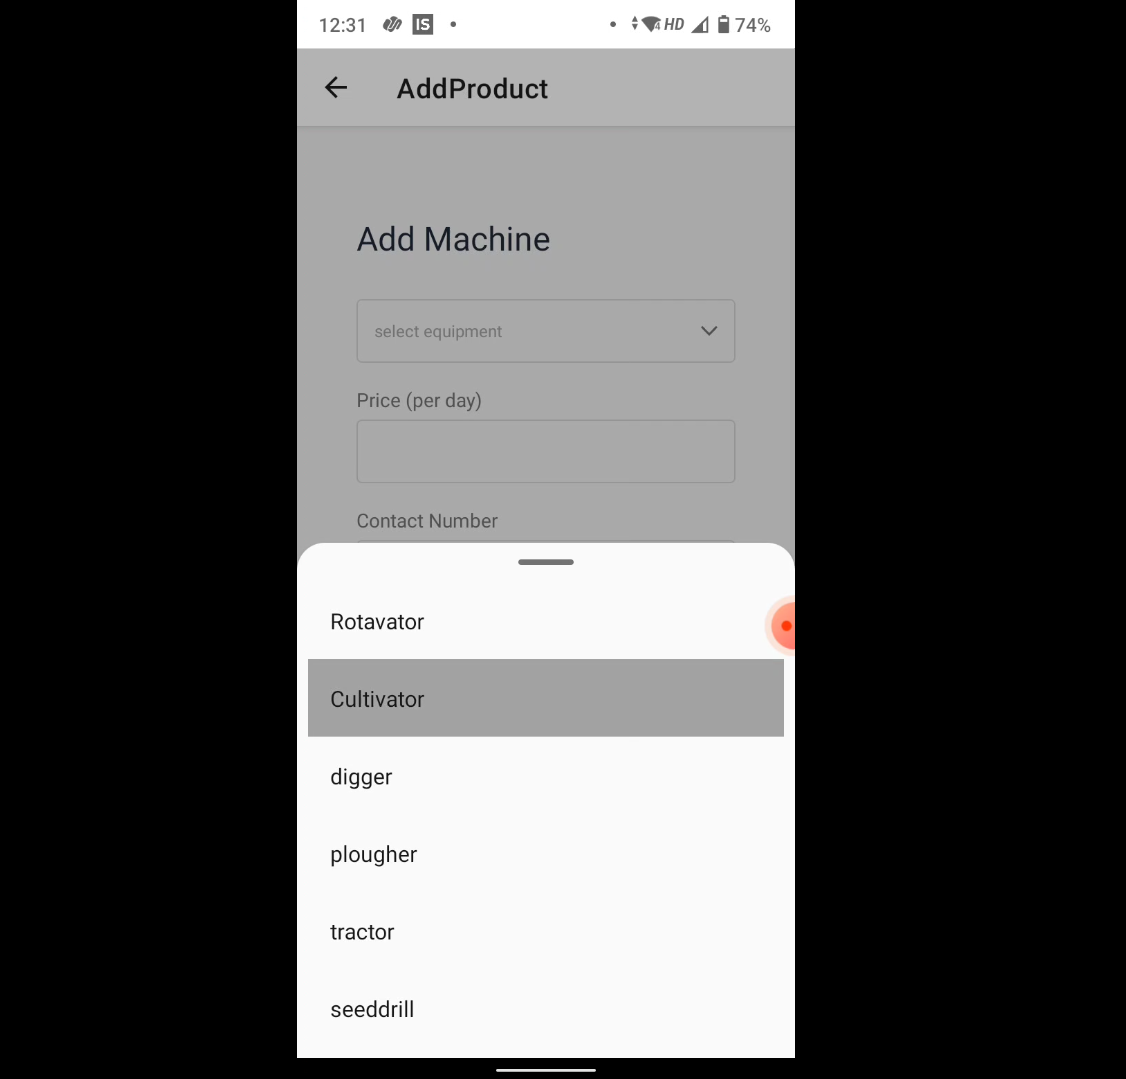 12:31 IS HD 74%
AddProduct
Add Machine
select equipment
Price (per day)
Contact Number
Rotavator
Cultivator
digger
plougher
tractor
seeddrill